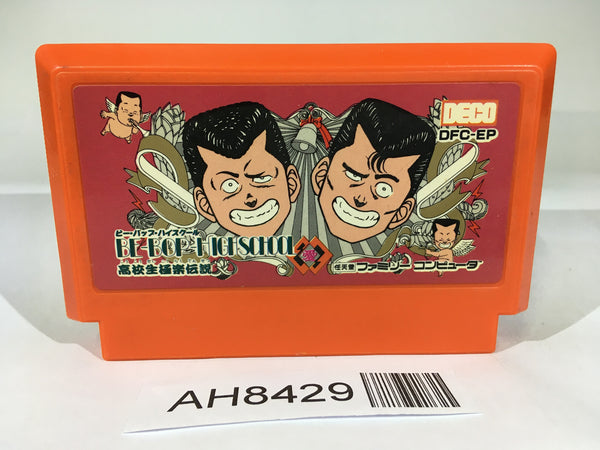 DECO
DFC-EP
ビー・バップ・ハイスクール
BE-BOP-HIGHSCHOOL
高校生極楽伝説
任天堂 ファミリーコンピュータ
AH8429